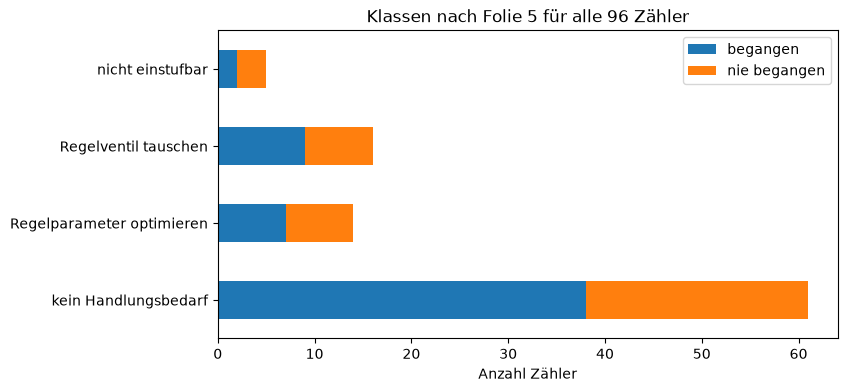 Klassen nach Folie 5 für alle 96 Zähler
begangen
nie begangen
nicht einstufbar
Regelventil tauschen
Regelparameter optimieren
kein Handlungsbedarf
0 10 20 30 40 50 60
Anzahl Zähler